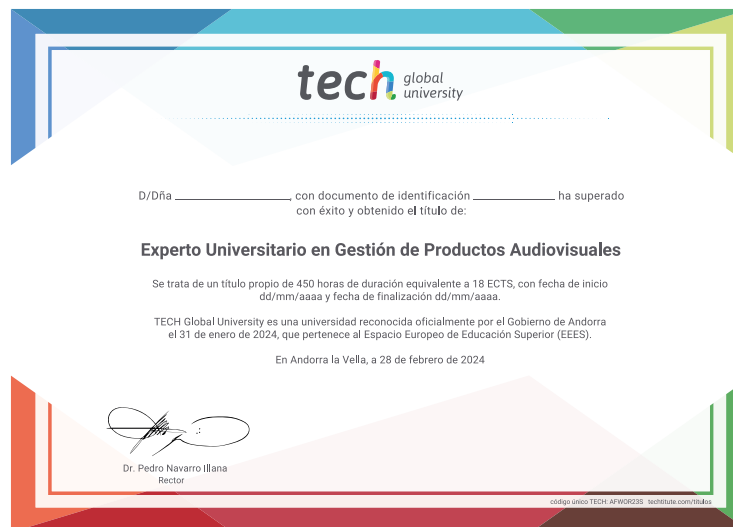 tech global university
D/Dña ____________, con documento de identificación ____________ ha superado
con éxito y obtenido el título de:
Experto Universitario en Gestión de Productos Audiovisuales
Se trata de un título propio de 450 horas de duración equivalente a 18 ECTS, con fecha de inicio
dd/mm/aaaa y fecha de finalización dd/mm/aaaa.
TECH Global University es una universidad reconocida oficialmente por el Gobierno de Andorra
el 31 de enero de 2024, que pertenece al Espacio Europeo de Educación Superior (EEES).
En Andorra la Vella, a 28 de febrero de 2024
Dr. Pedro Navarro Illana
Rector
código único TECH: AFWOR23S techtitute.com/titulos